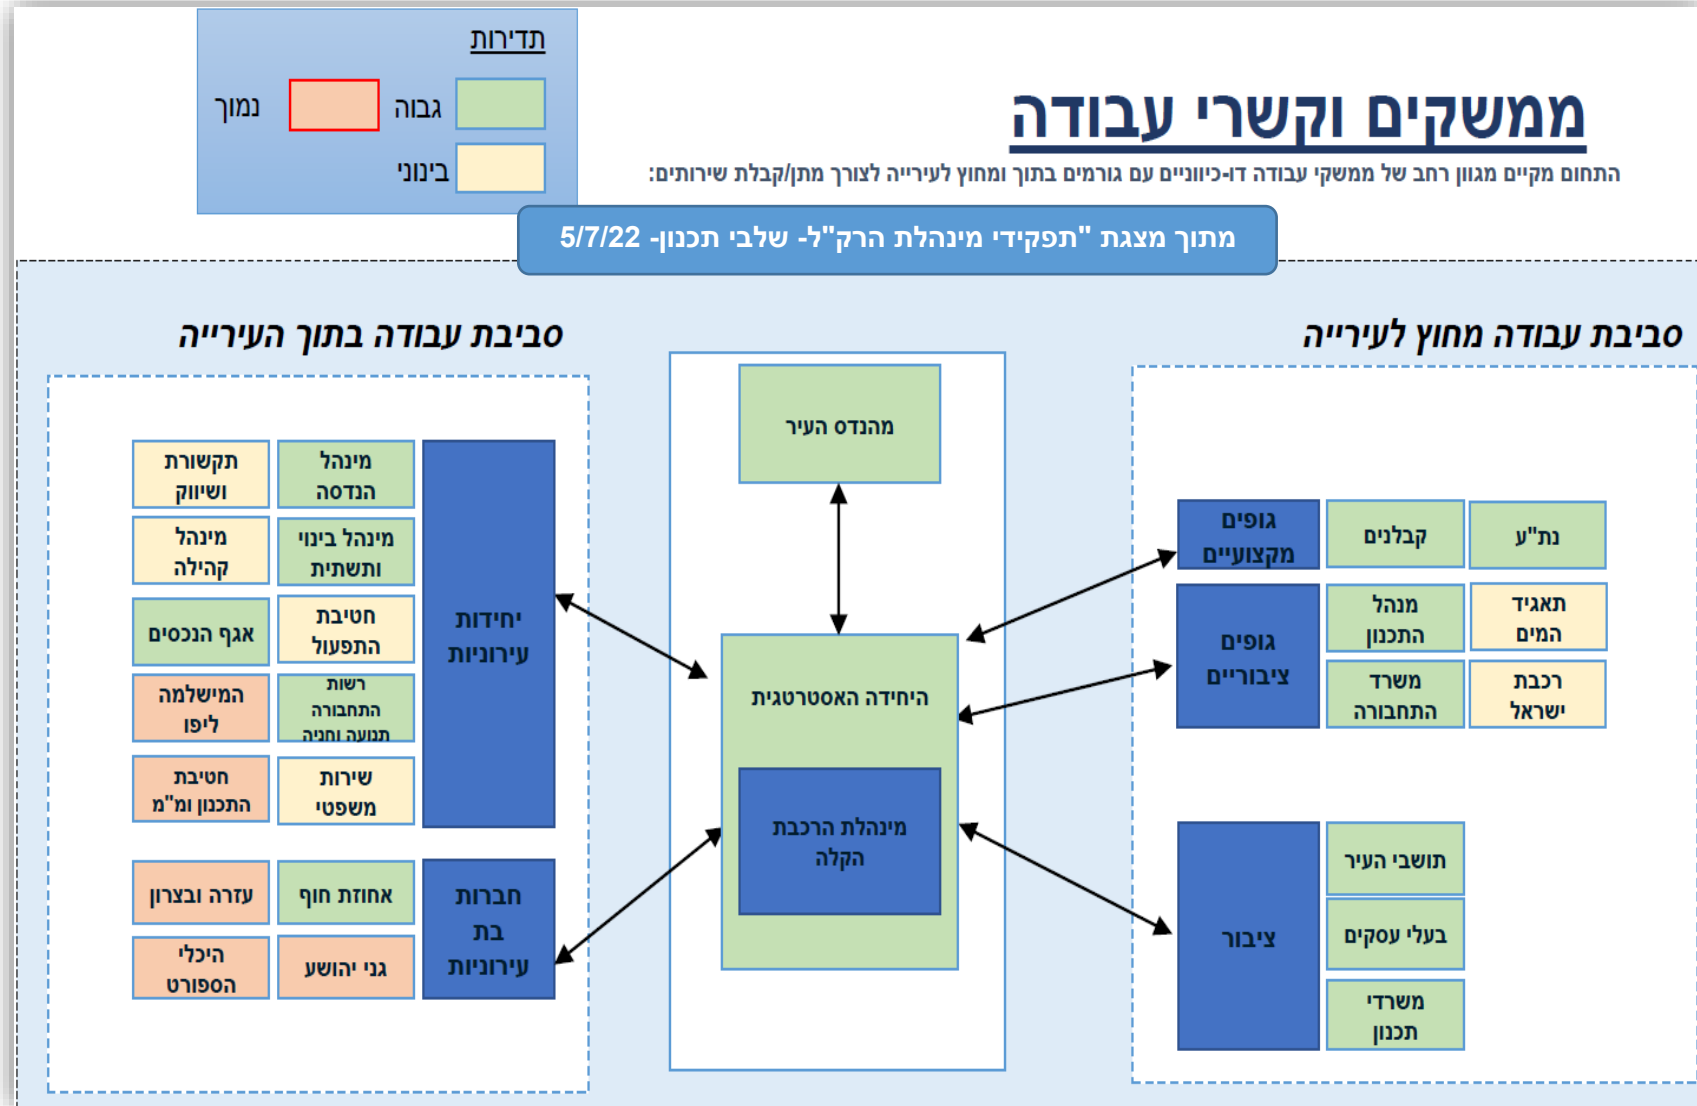 ממשקים וקשרי עבודה
התחום מקיים מגוון רחב של ממשקי עבודה דו-כיווניים עם גורמים בתוך ומחוץ לעירייה לצורך מתן/קבלת שירותים:
תדירות
גבוה
נמוך
בינוני
מתוך מצגת "תפקידי מינהלת הרק"ל- שלבי תכנון- 5/7/22
סביבת עבודה מחוץ לעירייה
גופים
מקצועיים
קבלנים
נת"ע
גופים
ציבוריים
מנהל
התכנון
תאגיד
המים
משרד
התחבורה
רכבת
ישראל
ציבור
תושבי העיר
בעלי עסקים
משרדי
תכנון
מהנדס העיר
היחידה האסטרטגית
מינהלת הרכבת
הקלה
סביבת עבודה בתוך העירייה
יחידות
עירוניות
מינהל
הנדסה
תקשורת
ושיווק
מינהל בינוי
ותשתית
מינהל
קהילה
חטיבת
התפעול
אגף הנכסים
רשות
התחבורה
תנועה וחניה
המישלמה
ליפו
שירות
משפטי
חטיבת
התכנון ומ"מ
חברות
בת
עירוניות
אחוזת חוף
עזרה ובצרון
גני יהושע
היכלי
הספורט